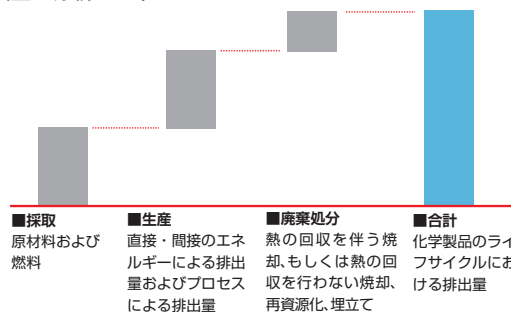 ■採取
原材料および
燃料
■生産
直接・間接のエネ
ルギーによる排出
量およびプロセス
による排出量
■廃棄処分
熱の回収を伴う焼
却、もしくは熱の回
収を行わない焼却、
再資源化、埋立て
■合計
化学製品のライ
フサイクルにお
ける排出量